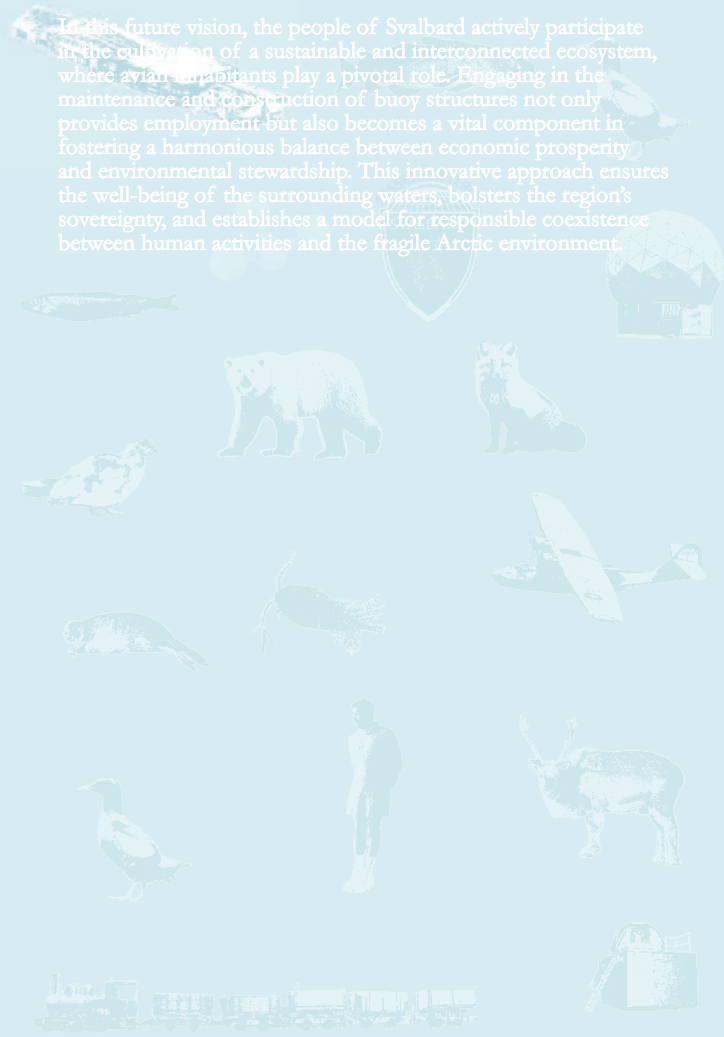 In this future vision, the people of Svalbard actively participate
in the cultivation of a sustainable and interconnected ecosystem,
where avian inhabitants play a pivotal role. Engaging in the
maintenance and construction of buoy structures not only
provides employment but also becomes a vital component in
fostering a harmonious balance between economic prosperity
and environmental stewardship. This innovative approach ensures
the well-being of the surrounding waters, bolsters the region's
sovereignty, and establishes a model for responsible coexistence
between human activities and the fragile Arctic environment.